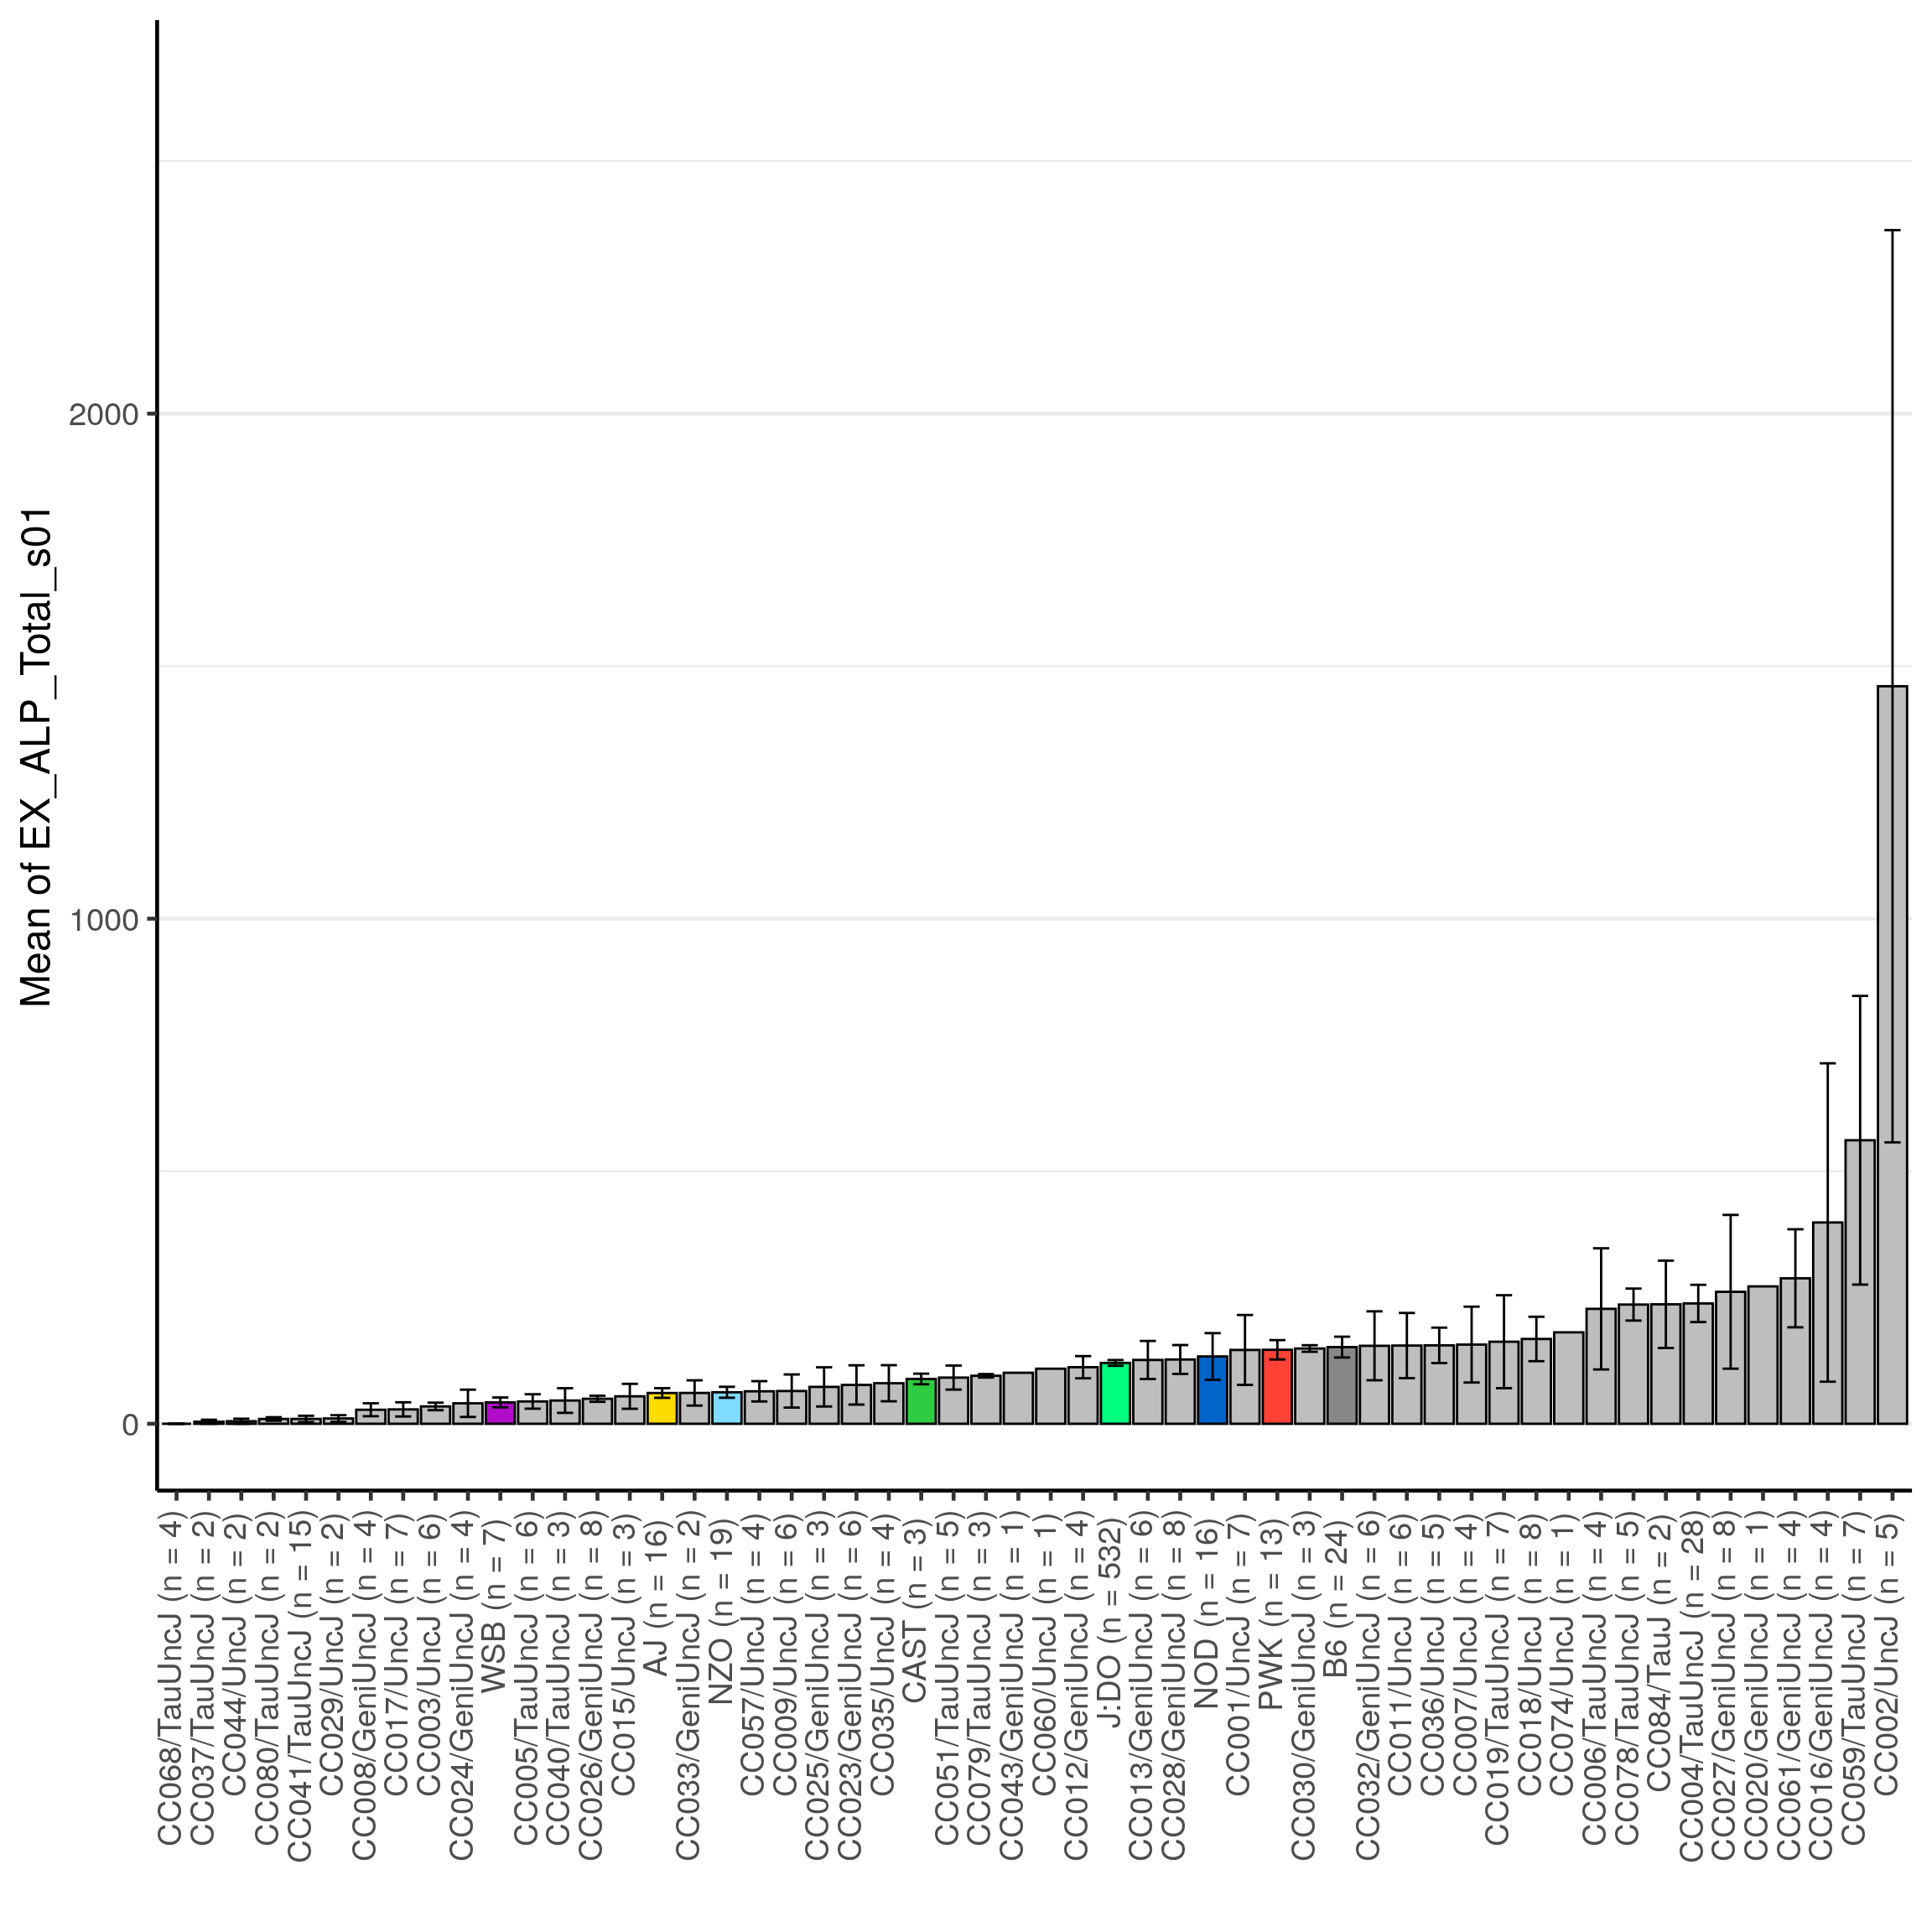 Mean of EX_ALP_Total_s01
2000
1000
0
CC068/TauUncJ (n = 4)
CC037/TauUncJ (n = 2)
CC044/UncJ (n = 2)
CC080/TauUncJ (n = 2)
CC041/TauUncJ (n = 15)
CC029/UncJ (n = 2)
CC008/GeniUncJ (n = 4)
CC017/UncJ (n = 7)
CC003/UncJ (n = 6)
CC024/GeniUncJ (n = 4)
WSB (n = 7)
CC005/TauUncJ (n = 6)
CC040/TauUncJ (n = 3)
CC026/GeniUncJ (n = 8)
CC015/UncJ (n = 3)
AJ (n = 16)
CC033/GeniUncJ (n = 2)
NZO (n = 19)
CC057/UncJ (n = 4)
CC009/UncJ (n = 6)
CC025/GeniUncJ (n = 3)
CC023/GeniUncJ (n = 6)
CC035/UncJ (n = 4)
CAST (n = 3)
CC051/TauUncJ (n = 5)
CC079/TauUncJ (n = 3)
CC043/GeniUncJ (n = 1)
CC060/UncJ (n = 1)
CC012/GeniUncJ (n = 4)
J:DO (n = 532)
CC013/GeniUncJ (n = 6)
CC028/GeniUncJ (n = 8)
NOD (n = 16)
CC001/UncJ (n = 7)
PWK (n = 13)
CC030/GeniUncJ (n = 3)
B6 (n = 24)
CC032/GeniUncJ (n = 6)
CC011/UncJ (n = 6)
CC036/UncJ (n = 5)
CC007/UncJ (n = 4)
CC019/TauUncJ (n = 7)
CC018/UncJ (n = 8)
CC074/UncJ (n = 1)
CC006/TauUncJ (n = 4)
CC078/TauUncJ (n = 5)
CC084/TauJ (n = 2)
CC004/TauUncJ (n = 28)
CC027/GeniUncJ (n = 8)
CC020/GeniUncJ (n = 1)
CC061/GeniUncJ (n = 4)
CC016/GeniUncJ (n = 4)
CC059/TauUncJ (n = 7)
CC002/UncJ (n = 5)